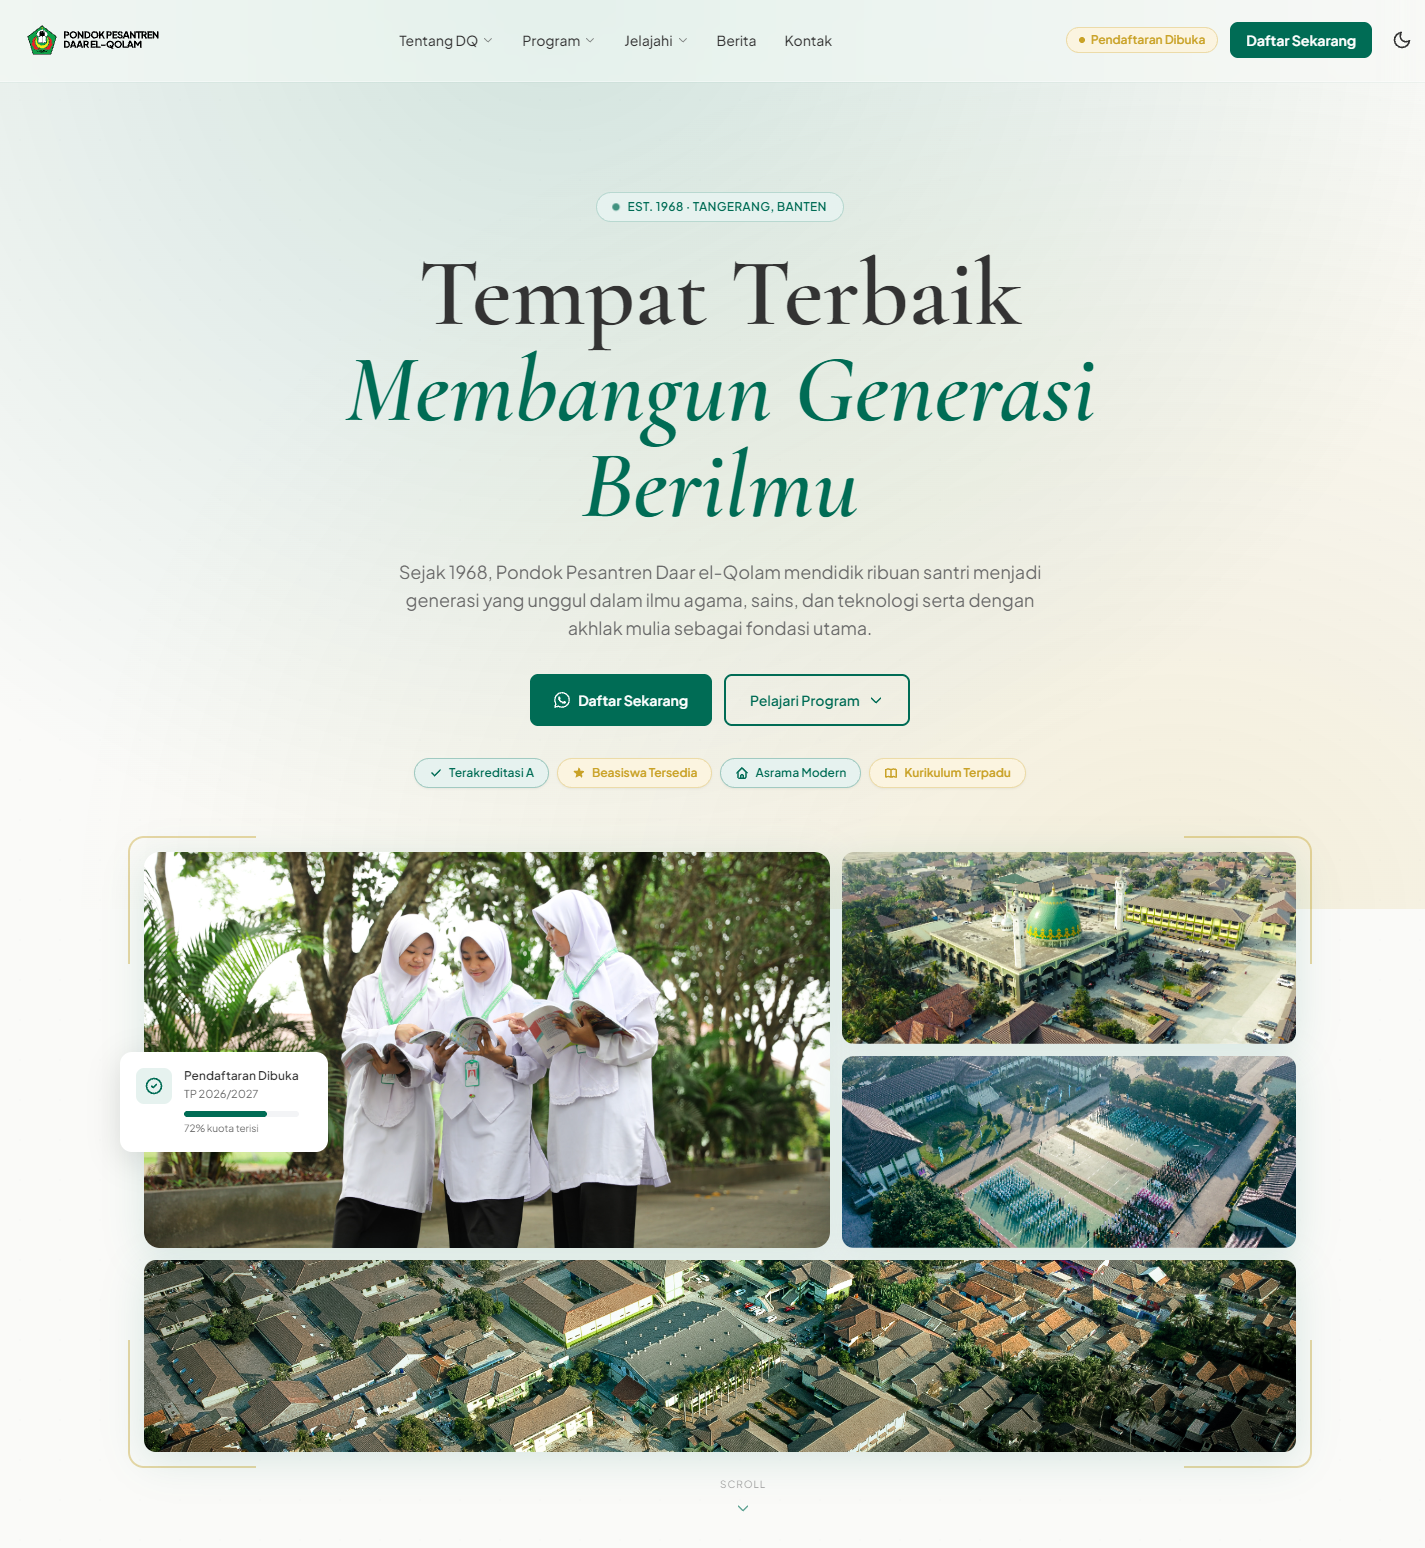 PONDOK PESANTREN
DAAR EL-QOLAM
Tentang DQ
Program
Jelajahi
Berita
Kontak
Pendaftaran Dibuka
Daftar Sekarang
EST. 1968 · TANGERANG, BANTEN
Tempat Terbaik
Membangun Generasi
Berilmu
Sejak 1968, Pondok Pesantren Daar el-Qolam mendidik ribuan santri menjadi
generasi yang unggul dalam ilmu agama, sains, dan teknologi serta dengan
akhlak mulia sebagai fondasi utama.
Daftar Sekarang
Pelajari Program
Terakreditasi A
Beasiswa Tersedia
Asrama Modern
Kurikulum Terpadu
Pendaftaran Dibuka
TP 2026/2027
72% kuota terisi
SCROLL